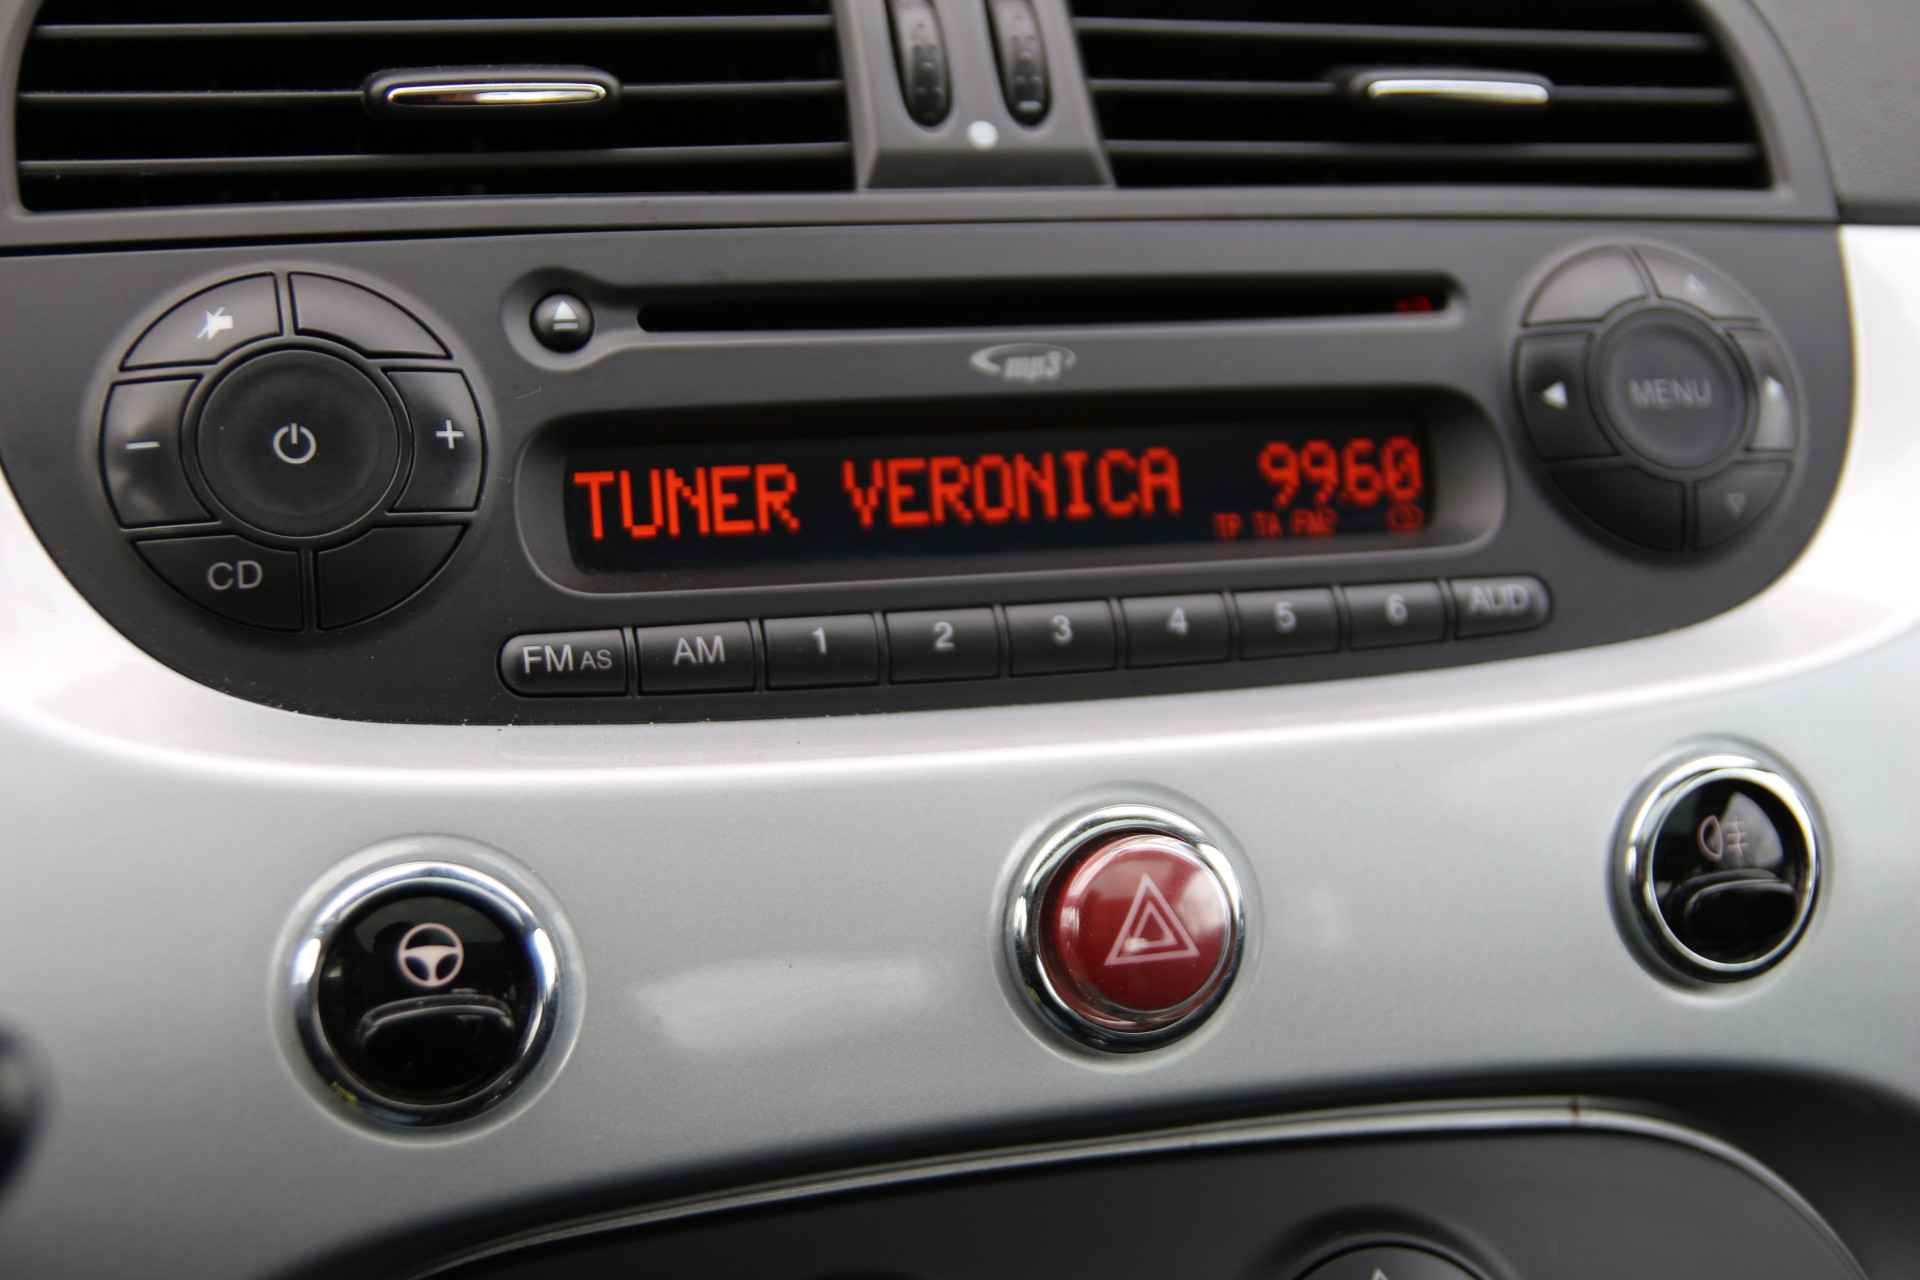 mp3
MENU
TUNER VERONICA 99.60
TP TA FM2
CD
FM AS AM 1 2 3 4 5 6 AUD